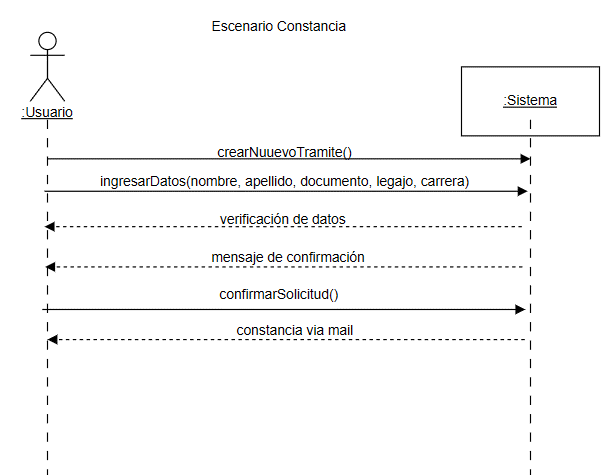 Escenario Constancia
:Usuario
:Sistema
crearNuuevoTramite()
ingresarDatos(nombre, apellido, documento, legajo, carrera)
verificación de datos
mensaje de confirmación
confirmarSolicitud()
constancia via mail